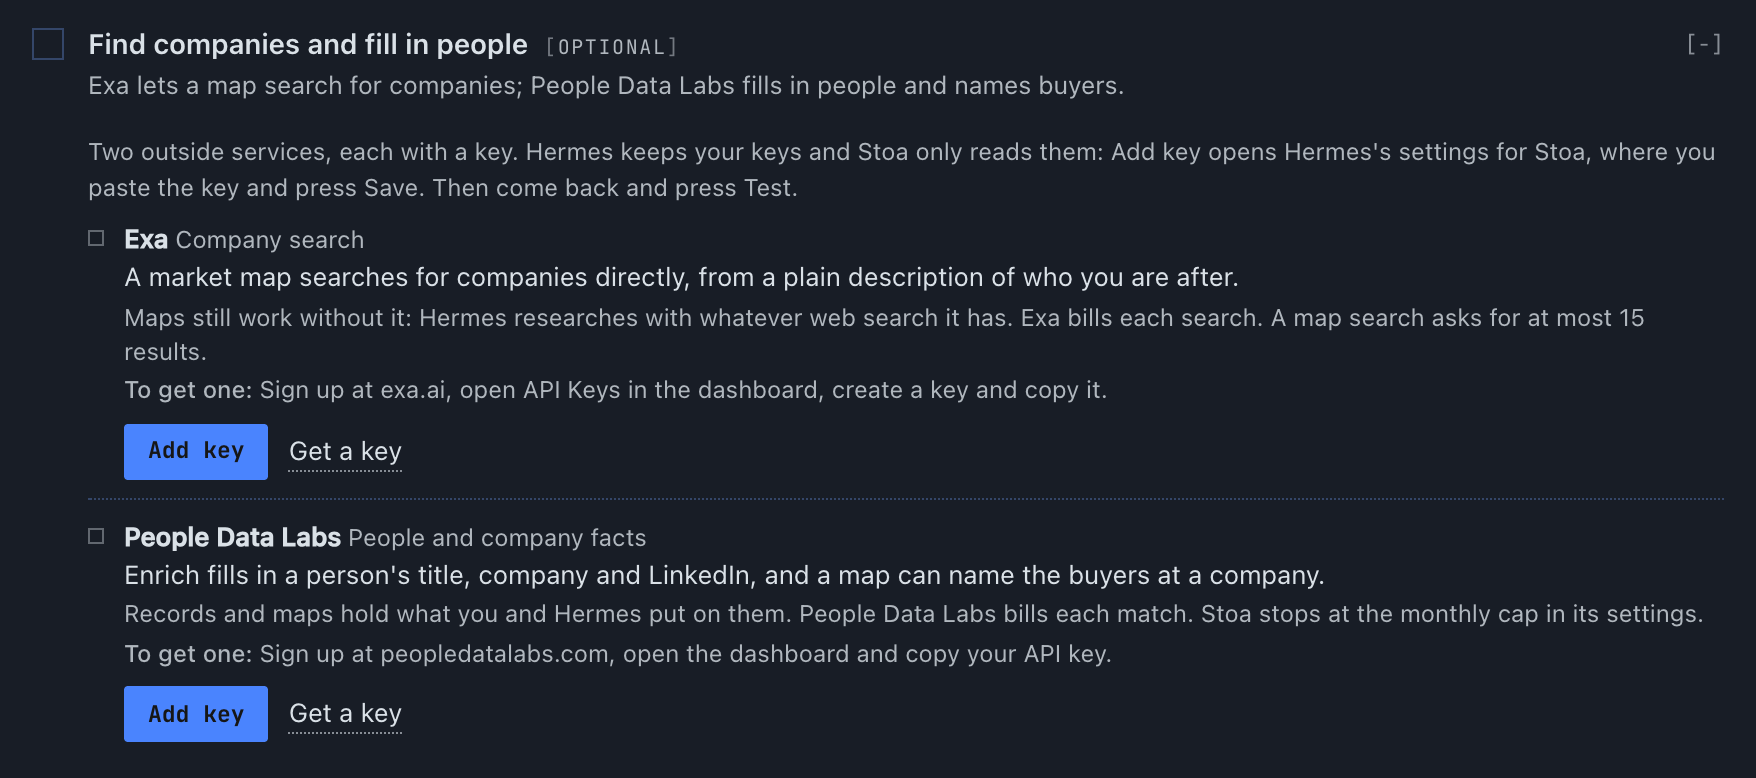 Find companies and fill in people [OPTIONAL] [-]
Exa lets a map search for companies; People Data Labs fills in people and names buyers.
Two outside services, each with a key. Hermes keeps your keys and Stoa only reads them: Add key opens Hermes's settings for Stoa, where you
paste the key and press Save. Then come back and press Test.
Exa Company search
A market map searches for companies directly, from a plain description of who you are after.
Maps still work without it: Hermes researches with whatever web search it has. Exa bills each search. A map search asks for at most 15
results.
To get one: Sign up at exa.ai, open API Keys in the dashboard, create a key and copy it.
Add key Get a key
People Data Labs People and company facts
Enrich fills in a person's title, company and LinkedIn, and a map can name the buyers at a company.
Records and maps hold what you and Hermes put on them. People Data Labs bills each match. Stoa stops at the monthly cap in its settings.
To get one: Sign up at peopledatalabs.com, open the dashboard and copy your API key.
Add key Get a key